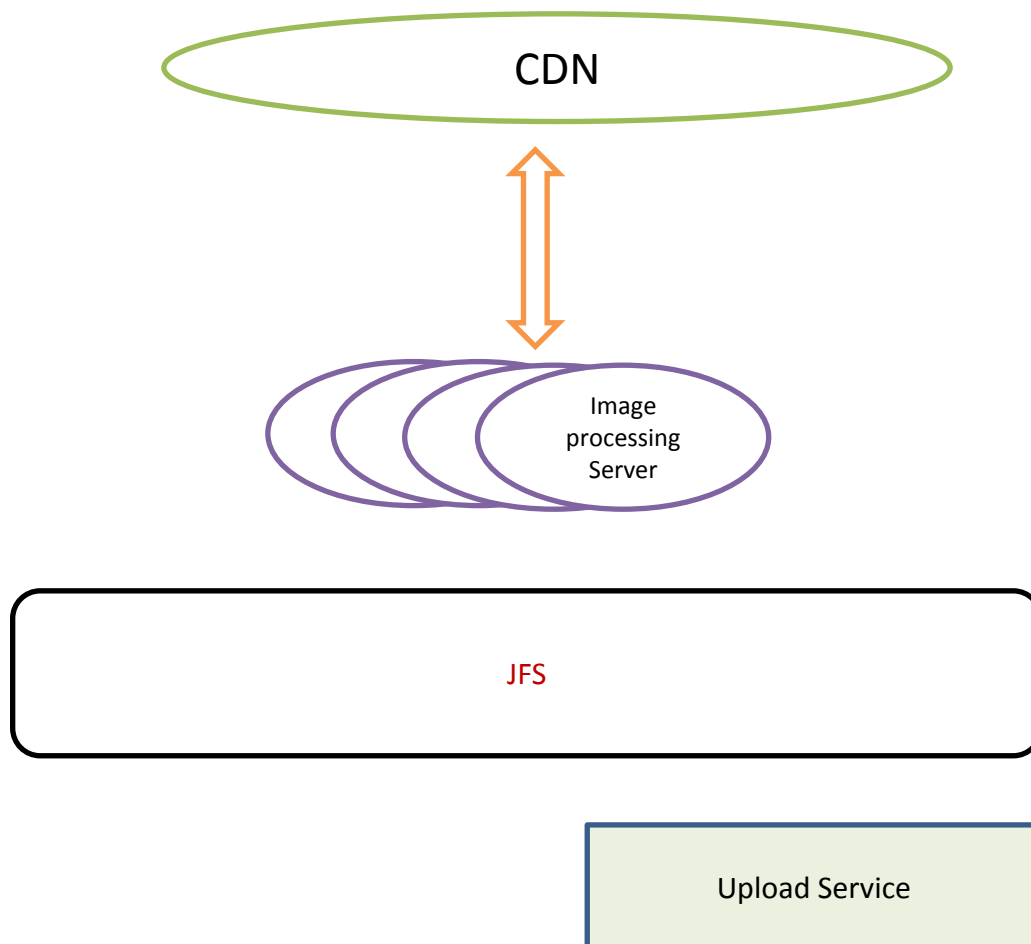 CDN
Image
processing
Server
JFS
Upload Service